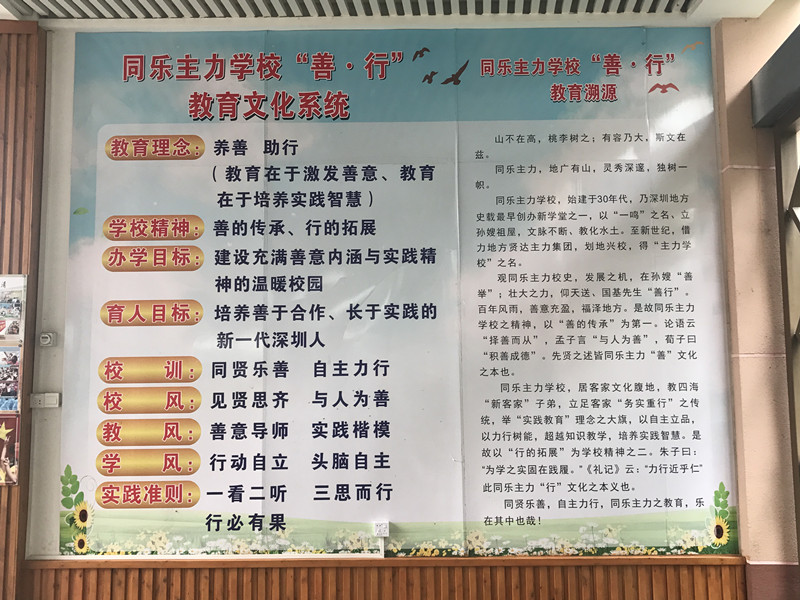 同乐主力学校“善·行”
教育文化系统
教育理念：养善 助行
（教育在于激发善意、教育
在于培养实践智慧）
学校精神：善的传承、行的拓展
办学目标：建设充满善意内涵与实践精
神的温暖校园
育人目标：培养善于合作、长于实践的
新一代深圳人
校 训：同贤乐善 自主力行
校 风：见贤思齐 与人为善
教 风：善意导师 实践楷模
学 风：行动自立 头脑自主
实践准则：一看二听 三思而行
行必有果
同乐主力学校“善·行”
教育溯源
山不在高，桃李树之；有容乃大，斯文在
兹。
同乐主力，地广有山，灵秀深邃，独树一
帜。
同乐主力学校，始建于30年代，乃深圳地方
史载最早创办新学堂之一，以“一鸣”之名、立
孙嫂祖屋，文脉不断、教化水土。至新世纪，借
力地方贤达主力集团，划地兴校，得“主力学
校”之名。
观同乐主力校史，发展之机，在孙嫂“善
举”；壮大之力，仰天送、国基先生“善行”。
百年风雨，善意充盈，福泽地方。是故同乐主力
学校之精神，以“善的传承”为第一。论语云
“择善而从”，孟子言“与人为善”，荀子曰
“积善成德”。先贤之述皆同乐主力“善”文化
之本也。
同乐主力学校，居客家文化腹地，教四海
“新客家”子弟，立足客家“务实重行”之传
统，举“实践教育”理念之大旗，以自主立品，
以力行树能，超越知识教学，培养实践智慧。是
故以“行的拓展”为学校精神之二。朱子曰：
“为学之实固在践履。”《礼记》云：“力行近乎仁”
此同乐主力“行”文化之本义也。
同贤乐善，自主力行，同乐主力之教育，乐
在其中也哉！